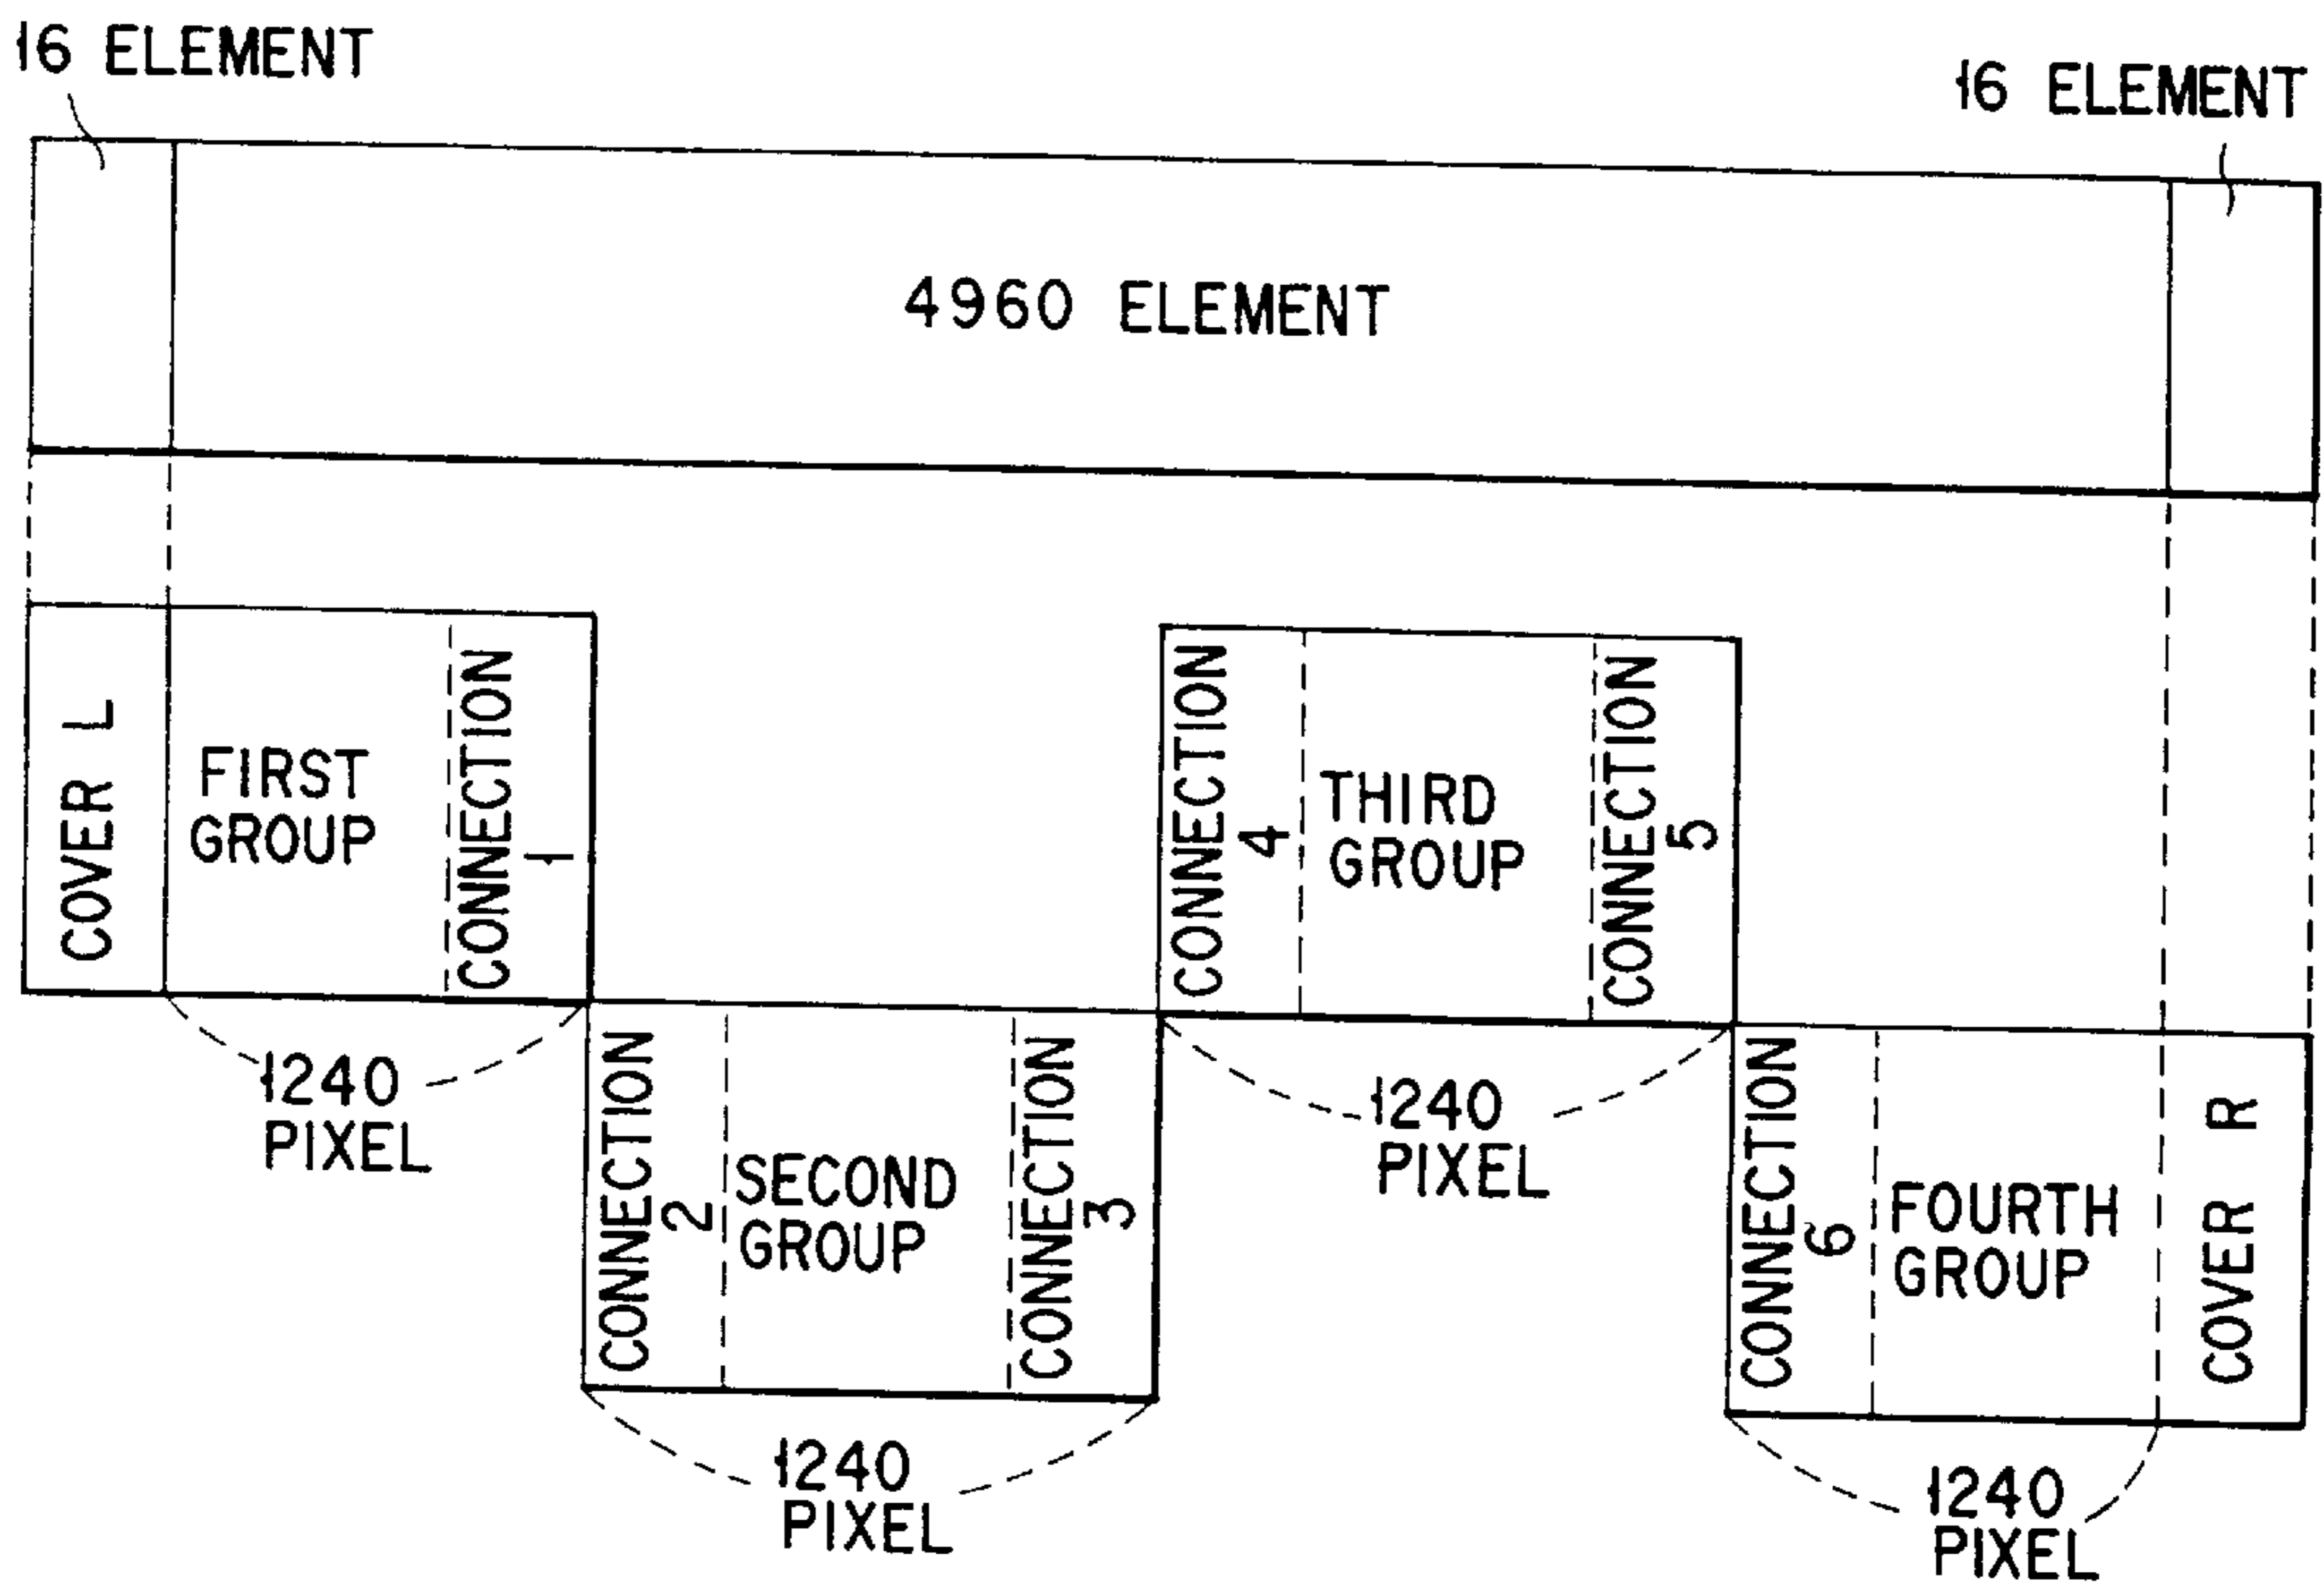 16 ELEMENT
16 ELEMENT
4960 ELEMENT
COVER L
FIRST
GROUP
CONNECTION
1
CONNECTION
4
THIRD
GROUP
CONNECTION
5
1240
PIXEL
CONNECTION
2
SECOND
GROUP
CONNECTION
3
1240
PIXEL
CONNECTION
6
FOURTH
GROUP
COVER R
1240
PIXEL
1240
PIXEL